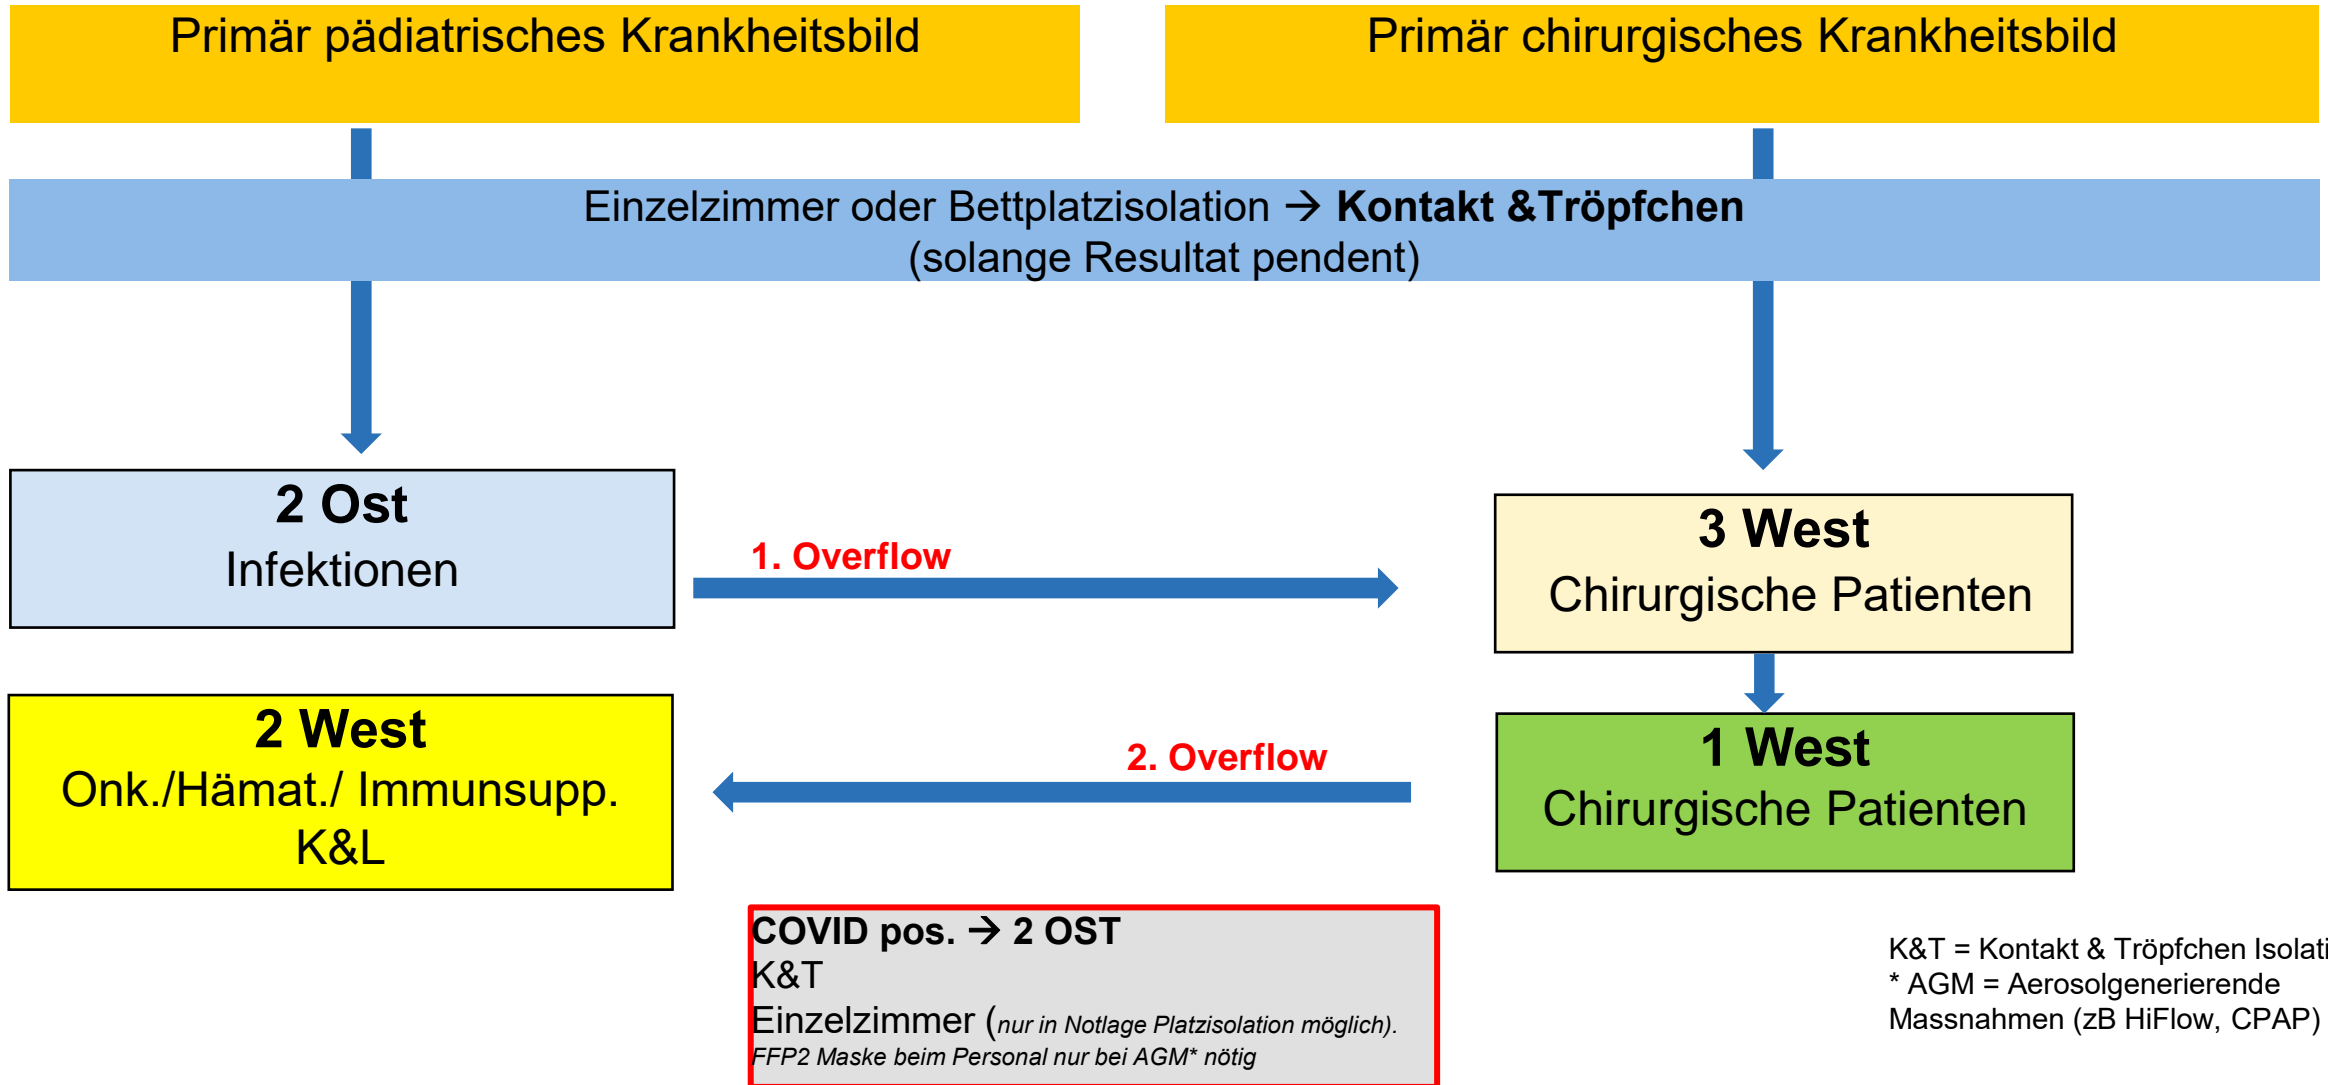 Primär pädiatrisches Krankheitsbild
Primär chirurgisches Krankheitsbild
Einzelzimmer oder Bettplatzisolation → Kontakt &Tröpfchen
(solange Resultat pendent)
2 Ost
Infektionen
1. Overflow
3 West
Chirurgische Patienten
2 West
Onk./Hämat./ Immunsupp.
K&L
2. Overflow
1 West
Chirurgische Patienten
COVID pos. → 2 OST
K&T
Einzelzimmer (nur in Notlage Platzisolation möglich).
FFP2 Maske beim Personal nur bei AGM* nötig
K&T = Kontakt & Tröpfchen Isolati
* AGM = Aerosolgenerierende
Massnahmen (zB HiFlow, CPAP)